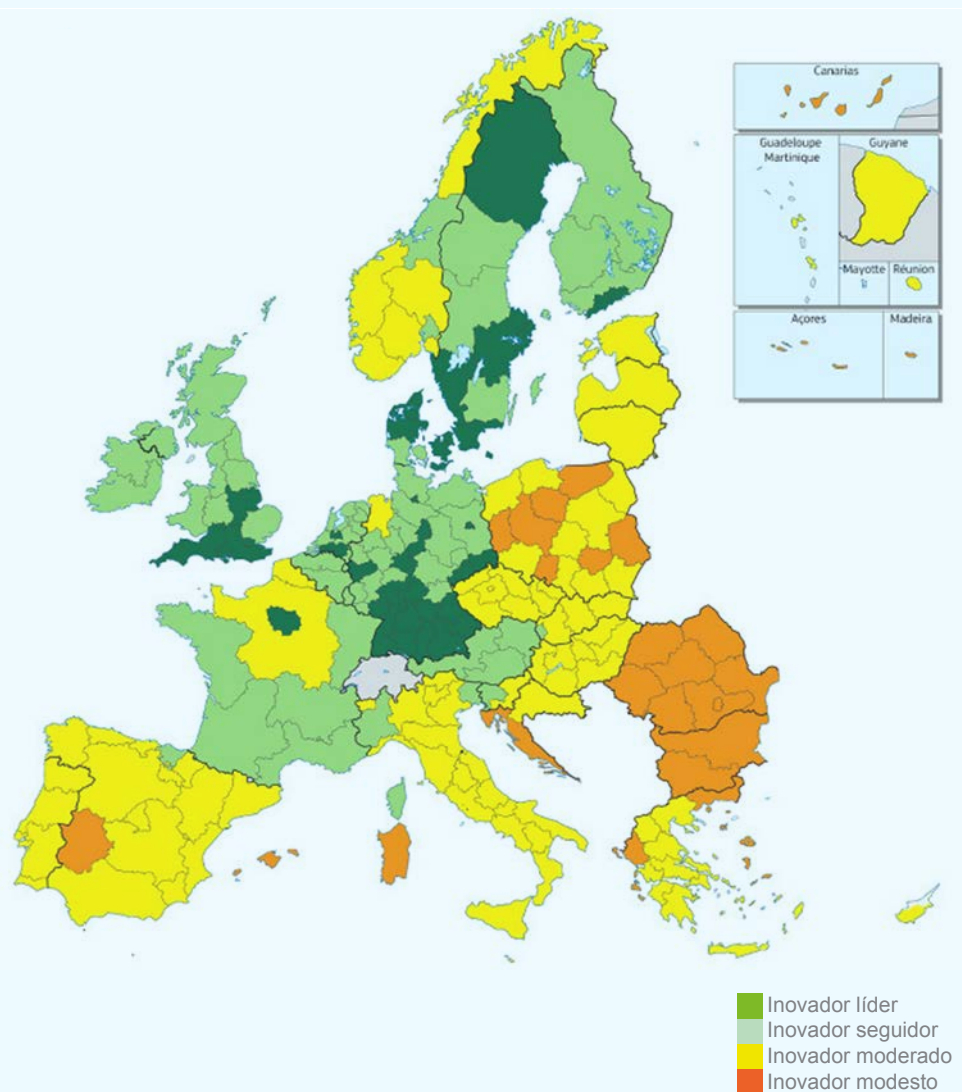 Canarias
Guadeloupe
Martinique
Guyane
Mayotte
Réunion
Açores
Madeira
Inovador líder
Inovador seguidor
Inovador moderado
Inovador modesto